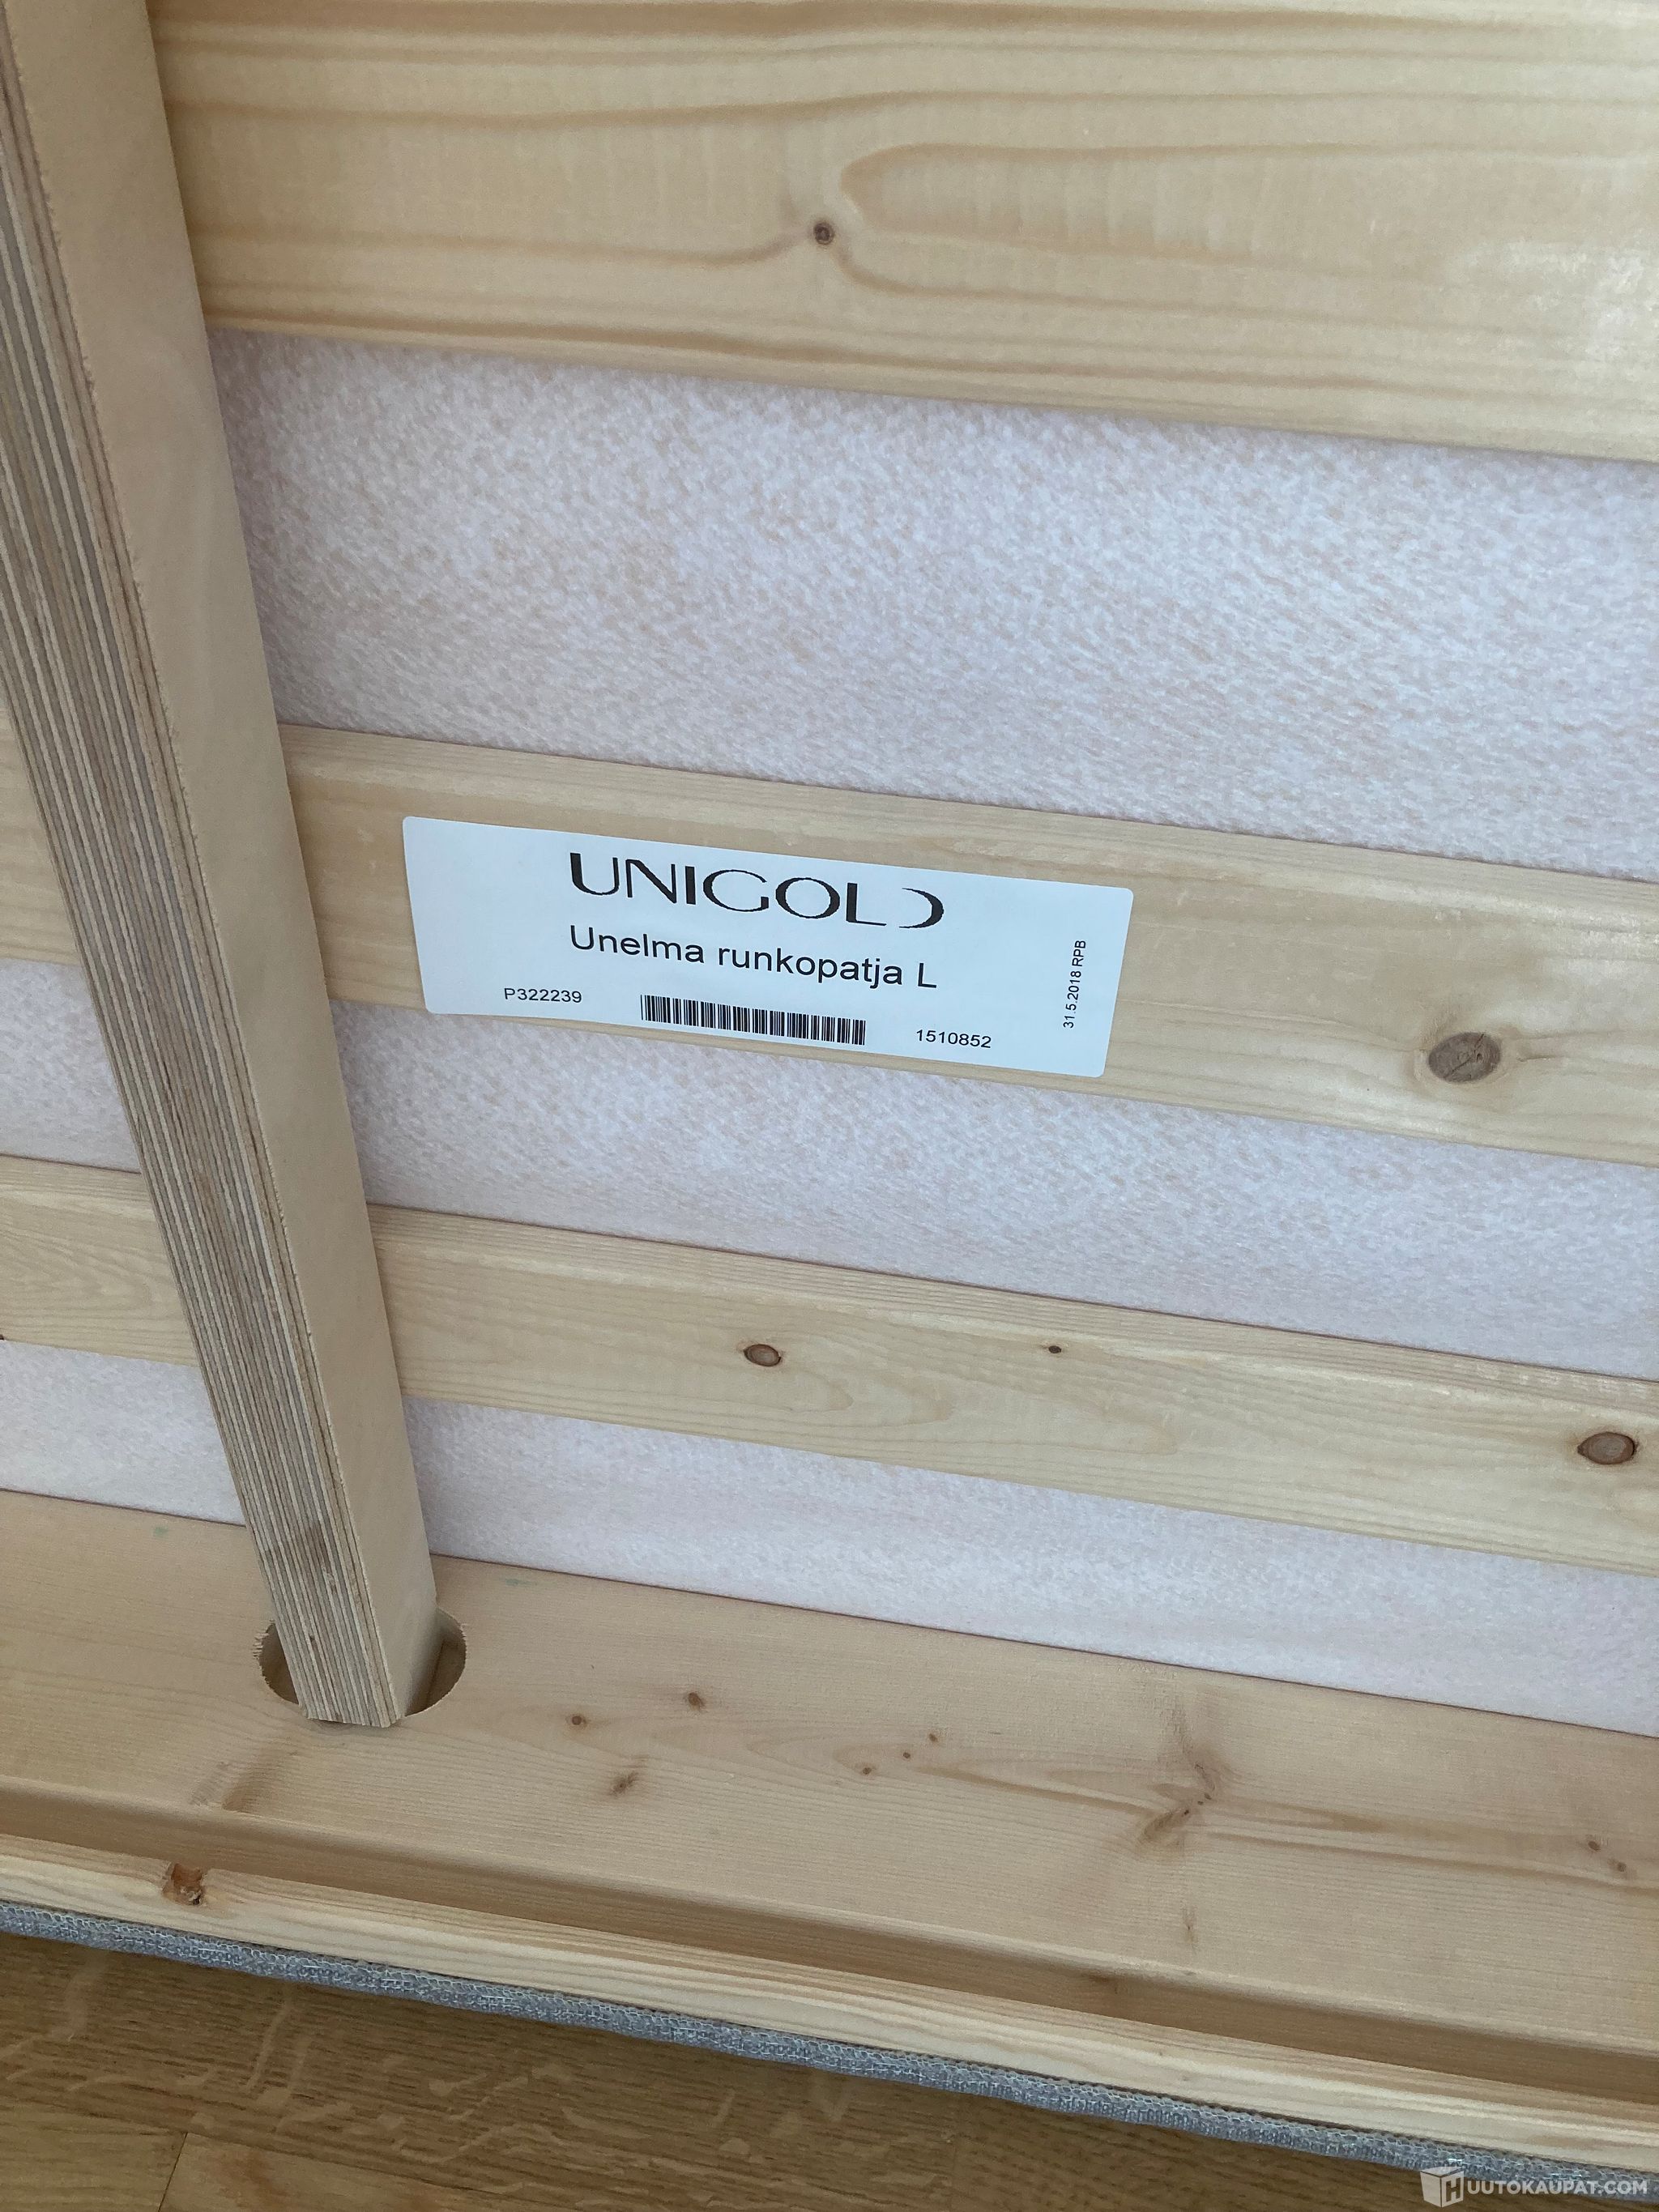 UNIGOLD
Unelma runkopatja L
P322239
1510852
31.5.2018 RPB
HUUTOKAUPAT.COM